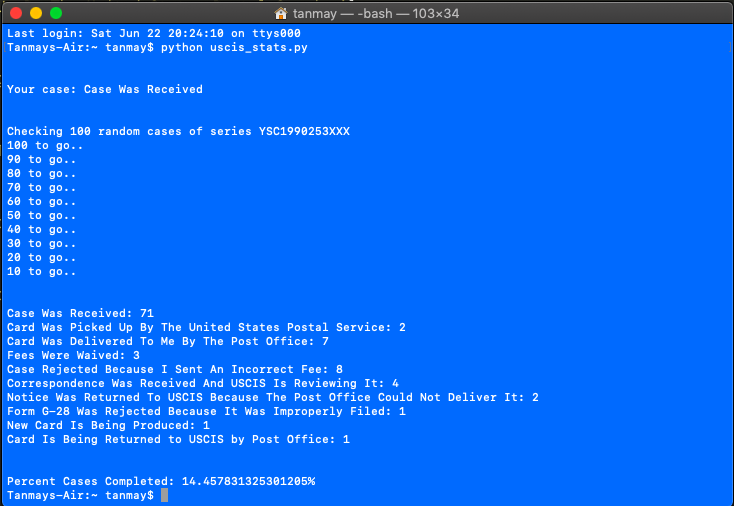 tanmay — -bash — 103×34
Last login: Sat Jun 22 20:24:10 on ttys000
Tanmays-Air:~ tanmay$ python uscis_stats.py
Your case: Case Was Received
Checking 100 random cases of series YSC1990253XXX
100 to go..
90 to go..
80 to go..
70 to go..
60 to go..
50 to go..
40 to go..
30 to go..
20 to go..
10 to go..
Case Was Received: 71
Card Was Picked Up By The United States Postal Service: 2
Card Was Delivered To Me By The Post Office: 7
Fees Were Waived: 3
Case Rejected Because I Sent An Incorrect Fee: 8
Correspondence Was Received And USCIS Is Reviewing It: 4
Notice Was Returned To USCIS Because The Post Office Could Not Deliver It: 2
Form G-28 Was Rejected Because It Was Improperly Filed: 1
New Card Is Being Produced: 1
Card Is Being Returned to USCIS by Post Office: 1
Percent Cases Completed: 14.457831325301205%
Tanmays-Air:~ tanmay$